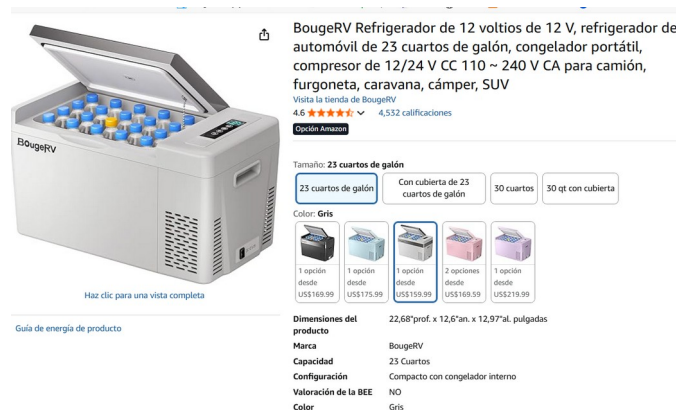 BougeRV Refrigerador de 12 voltios de 12 V, refrigerador de
automóvil de 23 cuartos de galón, congelador portátil,
compresor de 12/24 V CC 110 ~ 240 V CA para camión,
furgoneta, caravana, cámper, SUV
Visita la tienda de BougeRV
4.6 4,532 calificaciones
Opción Amazon
BougeRV
Haz clic para una vista completa
Guía de energía de producto
Tamaño: 23 cuartos de galón
23 cuartos de galón
Con cubierta de 23
cuartos de galón
30 cuartos
30 qt con cubierta
Color: Gris
1 opción
desde
US$169.99
1 opción
desde
US$175.99
1 opción
desde
US$159.99
2 opciones
desde
US$169.59
1 opción
desde
US$219.99
Dimensiones del
producto
22,68"prof. x 12,6"an. x 12,97"al. pulgadas
Marca BougeRV
Capacidad 23 Cuartos
Configuración Compacto con congelador interno
Valoración de la BEE NO
Color Gris